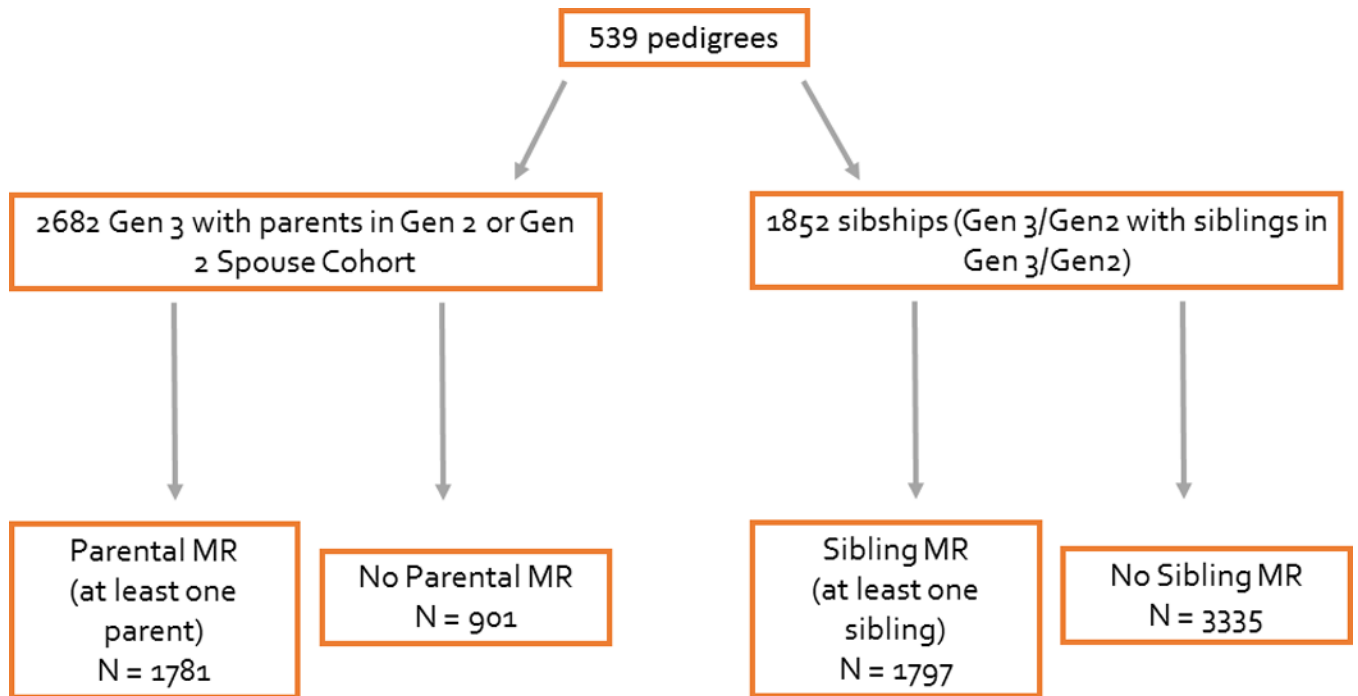 539 pedigrees
2682 Gen 3 with parents in Gen 2 or Gen
2 Spouse Cohort
1852 sibships (Gen 3/Gen2 with siblings in
Gen 3/Gen2)
Parental MR
(at least one
parent)
N = 1781
No Parental MR
N = 901
Sibling MR
(at least one
sibling)
N = 1797
No Sibling MR
N = 3335